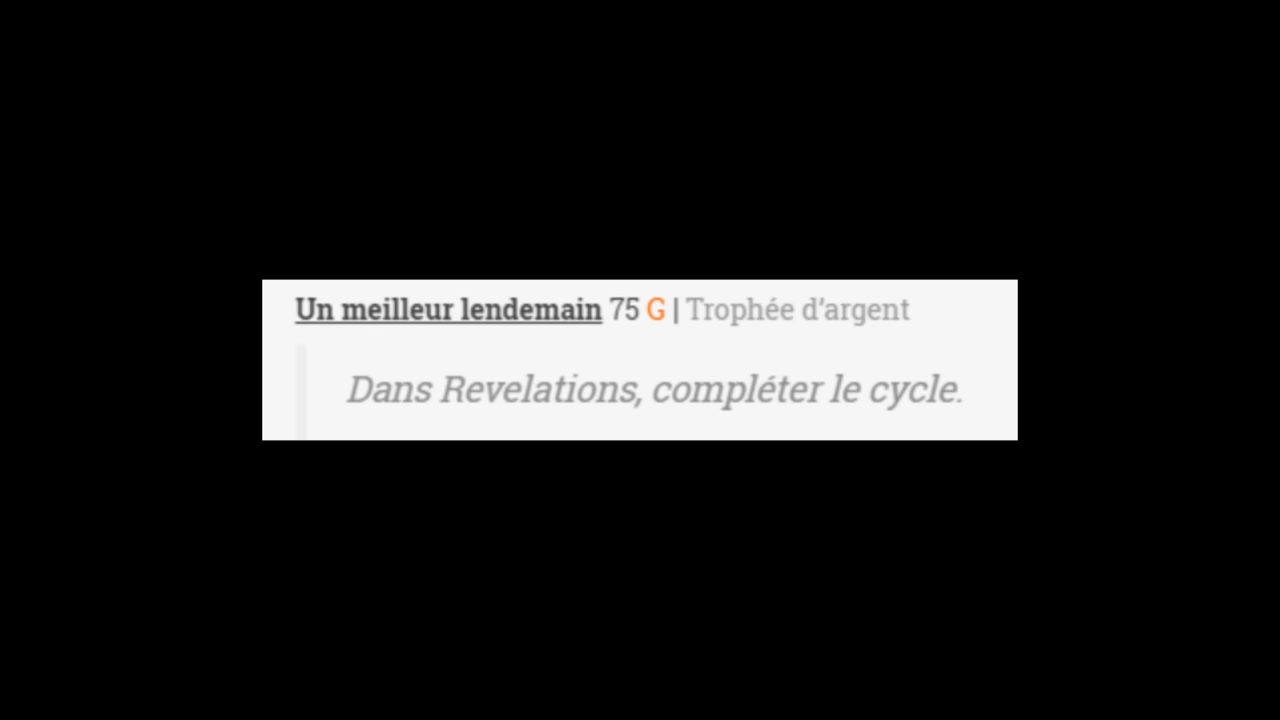 Un meilleur lendemain 75 G | Trophée d’argent
Dans Revelations, compléter le cycle.